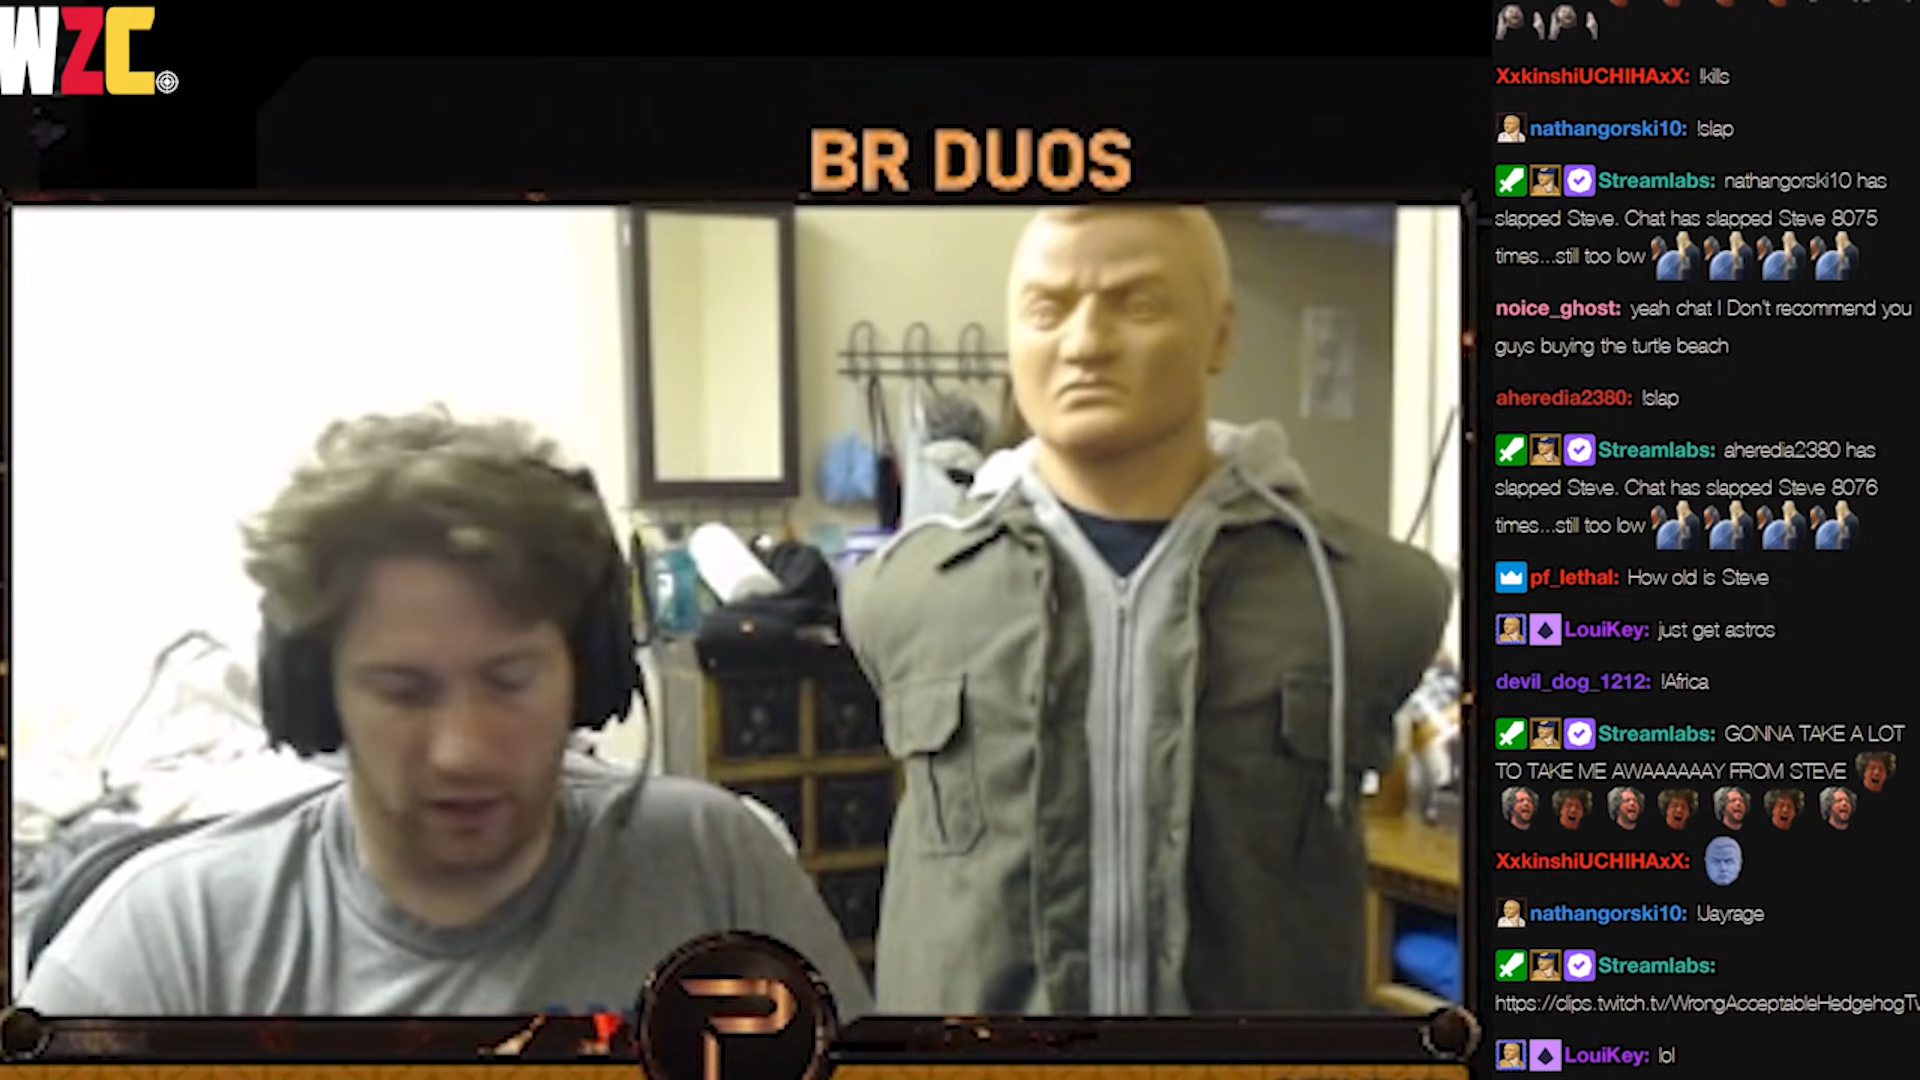 WZC.
BR DUOS
XxkinshiUCHIHAxX: !kills
nathangorski10: !slap
Streamlabs: nathangorski10 has
slapped Steve. Chat has slapped Steve 8075
times...still too low
noice_ghost: yeah chat I Don't recommend you
guys buying the turtle beach
aheredia2380: !slap
Streamlabs: aheredia2380 has
slapped Steve. Chat has slapped Steve 8076
times...still too low
pf_lethal: How old is Steve
LouiKey: just get astros
devil_dog_1212: !Africa
Streamlabs: GONNA TAKE A LOT
TO TAKE ME AWAAAAAAY FROM STEVE
XxkinshiUCHIHAxX:
nathangorski10: !Jayrage
Streamlabs:
https://clips.twitch.tv/WrongAcceptableHedgehogTv
LouiKey: lol